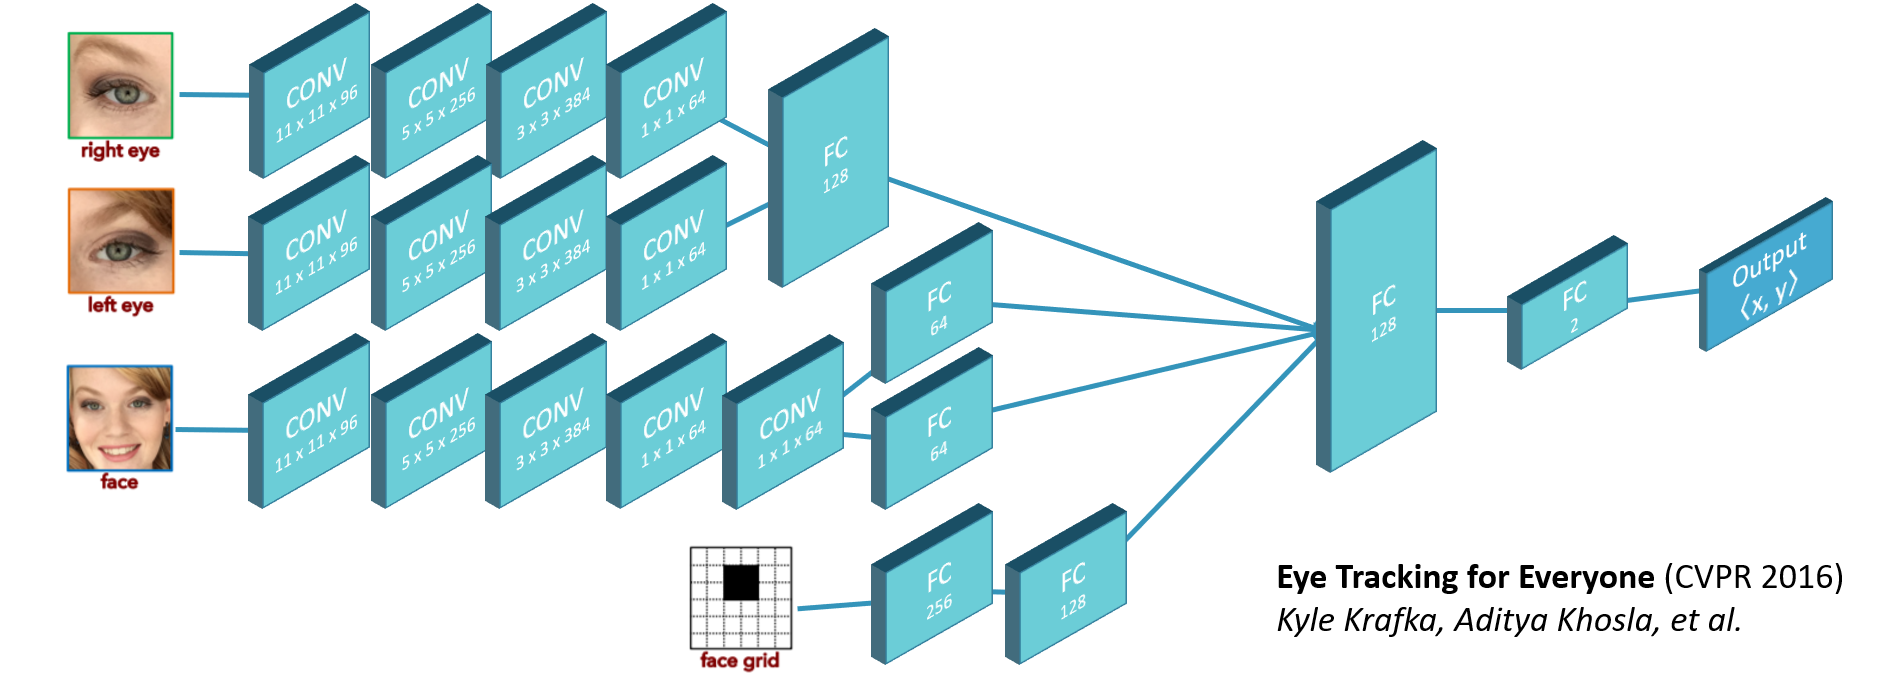 CONV
11 x 11 x 96
CONV
5 x 5 x 256
CONV
3 x 3 x 384
CONV
1 x 1 x 64
FC
128
right eye
CONV
11 x 11 x 96
CONV
5 x 5 x 256
CONV
3 x 3 x 384
CONV
1 x 1 x 64
left eye
FC
64
CONV
11 x 11 x 96
CONV
5 x 5 x 256
CONV
3 x 3 x 384
CONV
1 x 1 x 64
CONV
1 x 1 x 64
FC
64
face
FC
256
FC
128
face grid
FC
128
FC
2
Output
⟨x, y⟩
Eye Tracking for Everyone (CVPR 2016)
Kyle Krafka, Aditya Khosla, et al.